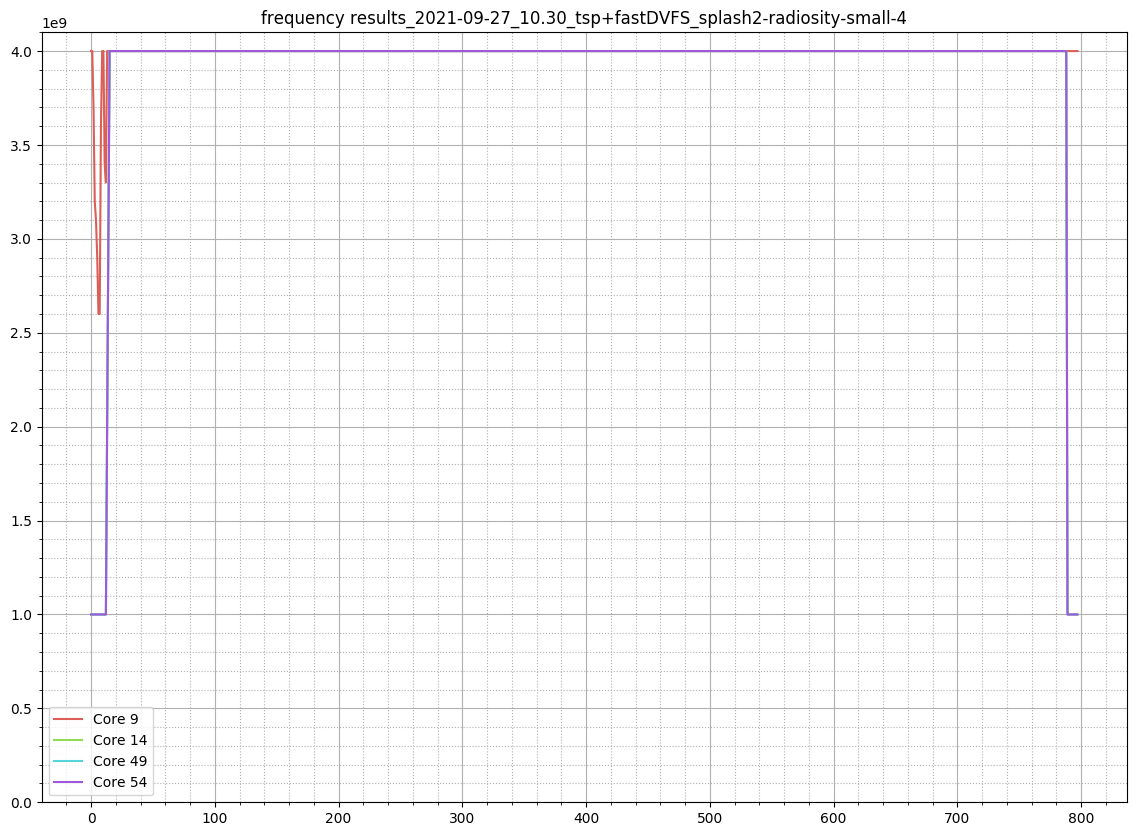 frequency results_2021-09-27_10.30_tsp+fastDVFS_splash2-radiosity-small-4
1e9
4.0
3.5
3.0
2.5
2.0
1.5
1.0
0.5
0.0
Core 9
Core 14
Core 49
Core 54
0 100 200 300 400 500 600 700 800